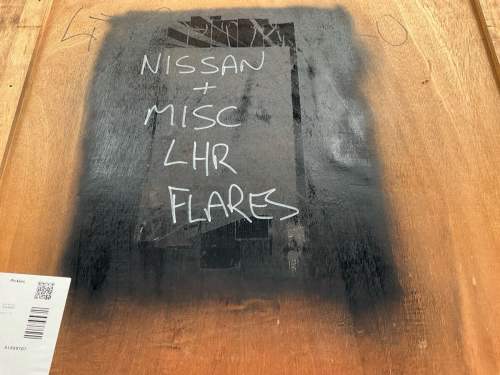 NISSAN
+
MISC
LHR
FLARES